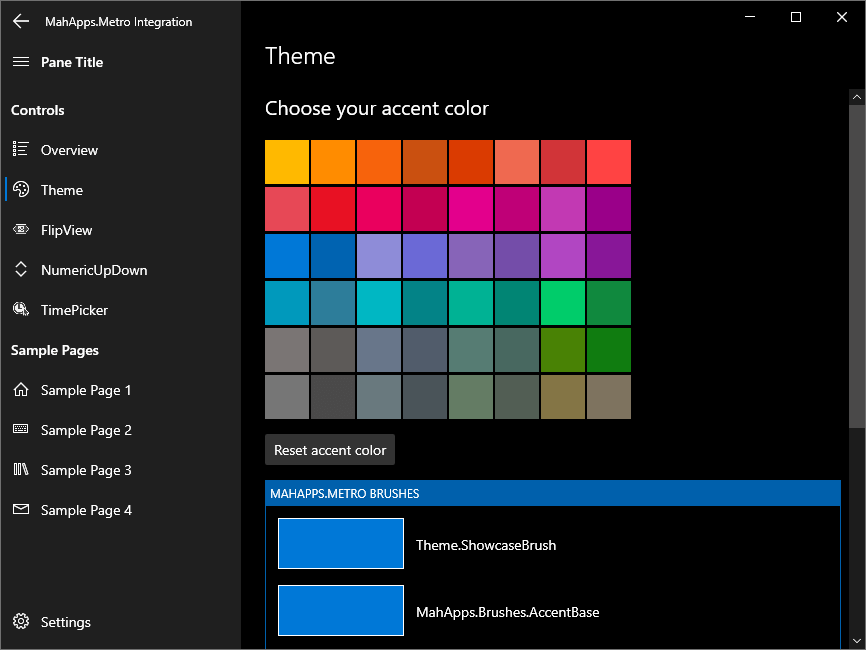 MahApps.Metro Integration
Pane Title
Controls
Overview
Theme
FlipView
NumericUpDown
TimePicker
Sample Pages
Sample Page 1
Sample Page 2
Sample Page 3
Sample Page 4
Settings
Theme
Choose your accent color
Reset accent color
MAHAPPS.METRO BRUSHES
Theme.ShowcaseBrush
MahApps.Brushes.AccentBase